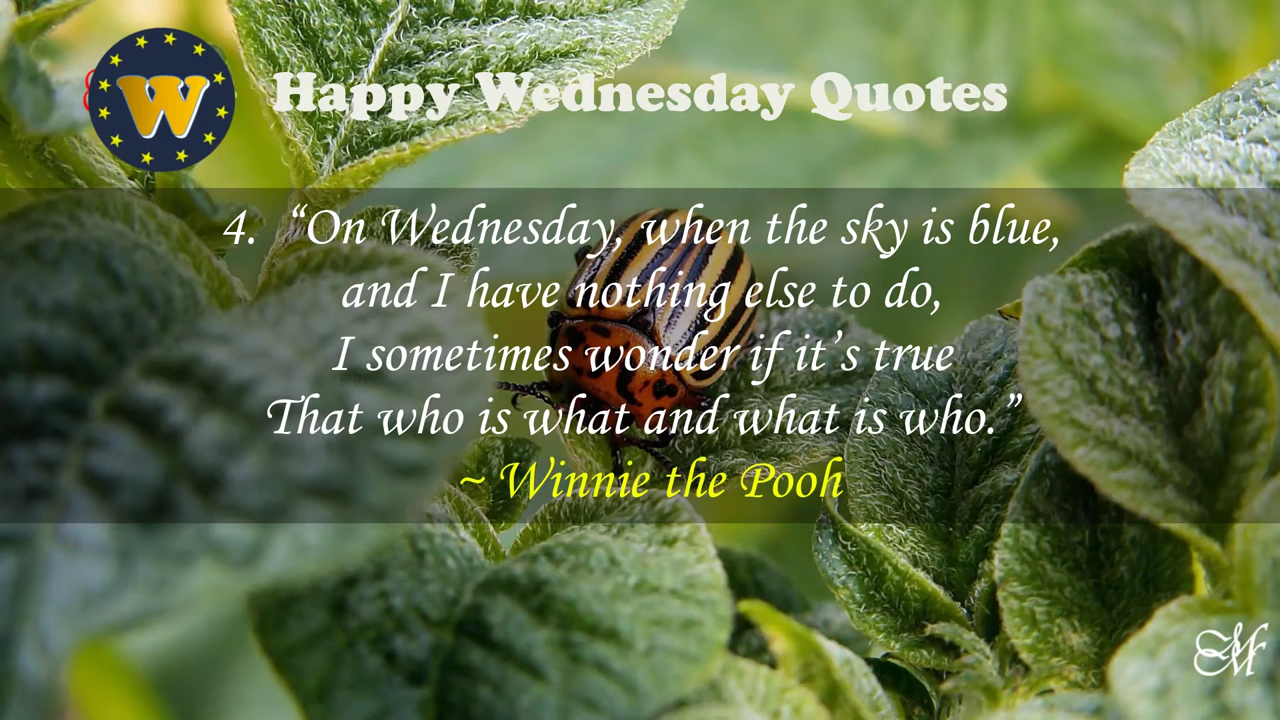 W
Happy Wednesday Quotes
4. “On Wednesday, when the sky is blue,
and I have nothing else to do,
I sometimes wonder if it’s true
That who is what and what is who.”
~ Winnie the Pooh